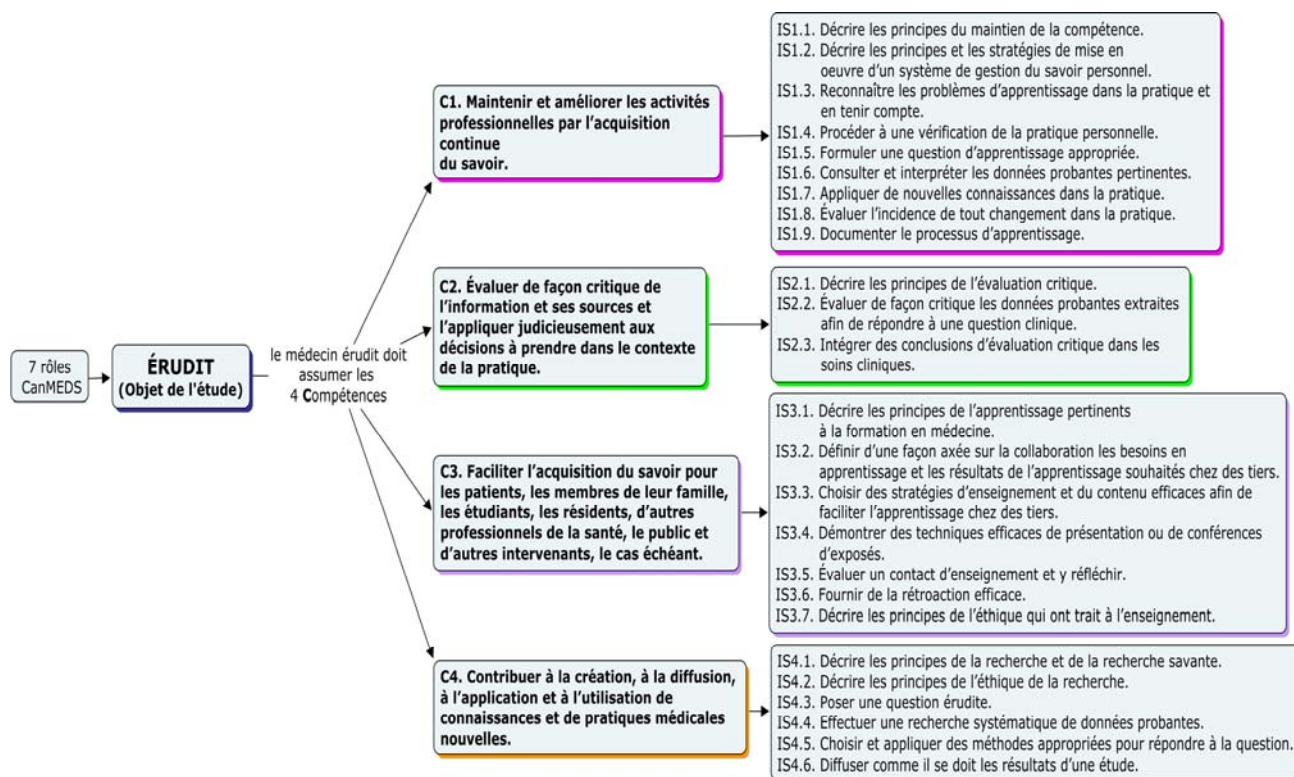 7 rôles
CanMEDS
ÉRUDIT
(Objet de l'étude)
le médecin érudit doit
assumer les
4 Compétences
C1. Maintenir et améliorer les activités
professionnelles par l'acquisition
continue
du savoir.
IS1.1. Décrire les principes du maintien de la compétence.
IS1.2. Décrire les principes et les stratégies de mise en
oeuvre d'un système de gestion du savoir personnel.
IS1.3. Reconnaître les problèmes d'apprentissage dans la pratique et
en tenir compte.
IS1.4. Procéder à une vérification de la pratique personnelle.
IS1.5. Formuler une question d'apprentissage appropriée.
IS1.6. Consulter et interpréter les données probantes pertinentes.
IS1.7. Appliquer de nouvelles connaissances dans la pratique.
IS1.8. Évaluer l'incidence de tout changement dans la pratique.
IS1.9. Documenter le processus d'apprentissage.
C2. Évaluer de façon critique de
l'information et ses sources et
l'appliquer judicieusement aux
décisions à prendre dans le contexte
de la pratique.
IS2.1. Décrire les principes de l'évaluation critique.
IS2.2. Évaluer de façon critique les données probantes extraites
afin de répondre à une question clinique.
IS2.3. Intégrer des conclusions d'évaluation critique dans les
soins cliniques.
C3. Faciliter l'acquisition du savoir pour
les patients, les membres de leur famille,
les étudiants, les résidents, d'autres
professionnels de la santé, le public et
d'autres intervenants, le cas échéant.
IS3.1. Décrire les principes de l'apprentissage pertinents
à la formation en médecine.
IS3.2. Définir d'une façon axée sur la collaboration les besoins en
apprentissage et les résultats de l'apprentissage souhaités chez des tiers.
IS3.3. Choisir des stratégies d'enseignement et du contenu efficaces afin de
faciliter l'apprentissage chez des tiers.
IS3.4. Démontrer des techniques efficaces de présentation ou de conférences
d'exposés.
IS3.5. Évaluer un contact d'enseignement et y réfléchir.
IS3.6. Fournir de la rétroaction efficace.
IS3.7. Décrire les principes de l'éthique qui ont trait à l'enseignement.
C4. Contribuer à la création, à la diffusion,
à l'application et à l'utilisation de
connaissances et de pratiques médicales
nouvelles.
IS4.1. Décrire les principes de la recherche et de la recherche savante.
IS4.2. Décrire les principes de l'éthique de la recherche.
IS4.3. Poser une question érudite.
IS4.4. Effectuer une recherche systématique de données probantes.
IS4.5. Choisir et appliquer des méthodes appropriées pour répondre à la question.
IS4.6. Diffuser comme il se doit les résultats d'une étude.